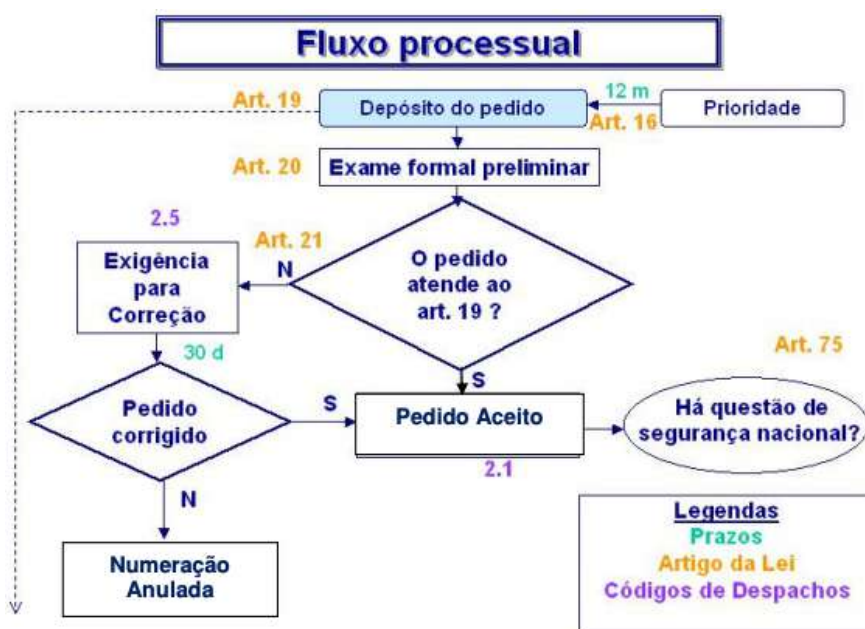 Fluxo processual
Art. 19
Depósito do pedido
12 m
Art. 16
Prioridade
Art. 20
Exame formal preliminar
2.5
Art. 21
N
Exigência
para
Correção
O pedido
atende ao
art. 19 ?
30 d
S
Art. 75
Pedido
corrigido
S
Pedido Aceito
2.1
Há questão de
segurança nacional?
N
Numeração
Anulada
Legendas
Prazos
Artigo da Lei
Códigos de Despachos